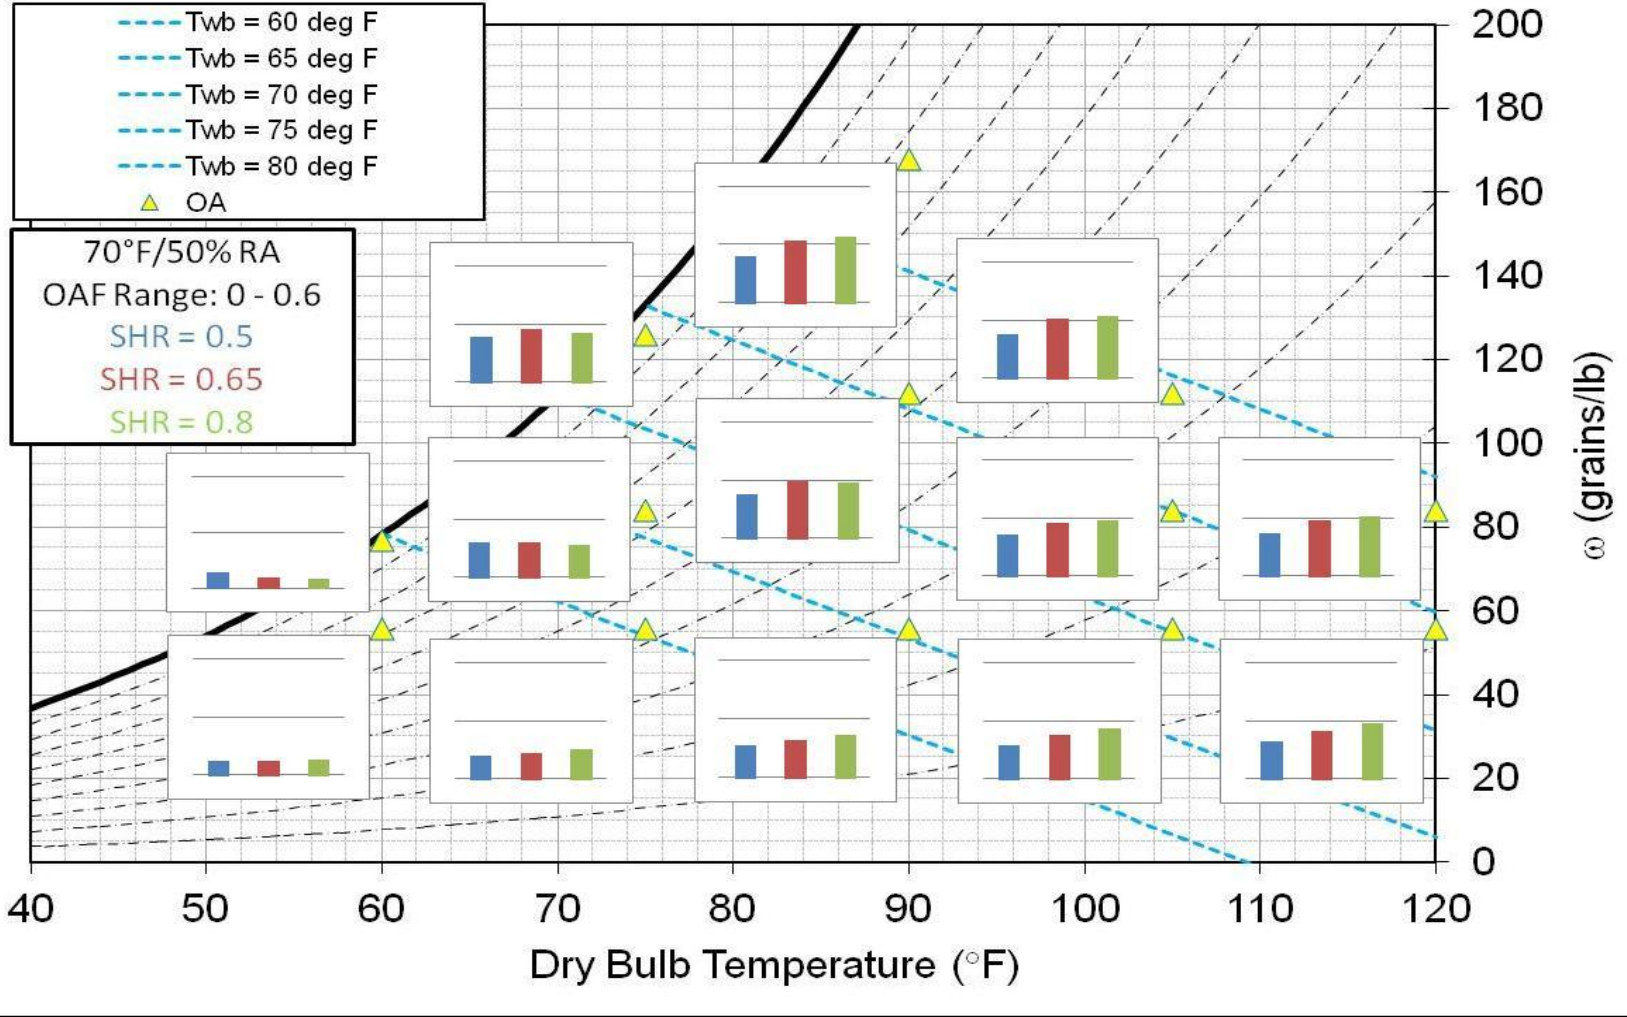 Twb = 60 deg F
Twb = 65 deg F
Twb = 70 deg F
Twb = 75 deg F
Twb = 80 deg F
OA
70°F/50% RA
OAF Range: 0 - 0.6
SHR = 0.5
SHR = 0.65
SHR = 0.8
200
180
160
140
120
100
80
60
40
20
0
ω (grains/lb)
40 50 60 70 80 90 100 110 120
Dry Bulb Temperature (°F)